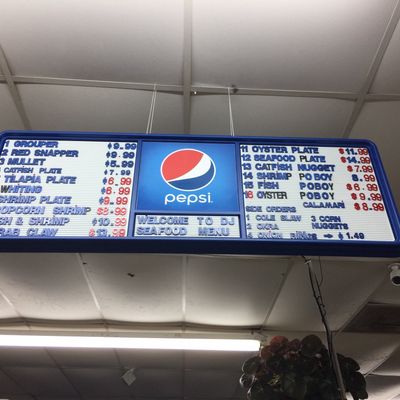 1 GROUPER $9.99
2 RED SNAPPER $9.99
3 MULLET $5.99
CATFISH PLATE $7.99
TILAPIA PLATE $6.99
WHITING $6.99
SHRIMP PLATE $9.99
POPCORN SHRIMP $8.99
& SHRIMP $10.99
CLAW
pepsi
WELCOME TO DJ
SEAFOOD MENU
11 OYSTER PLATE $11.99
12 SEAFOOD PLATE $14.99
13 CATFISH NUGGET $7.99
14 SHRIMP POBOY $8.99
15 FISH POBOY $6.99
16 OYSTER POBOY $9.99
CALAMARI $8.99
SIDE ORDERS
1 COLE SLAW 3 CORN
2 OKRA NUGGETS
4 ONION RINGS $1.49